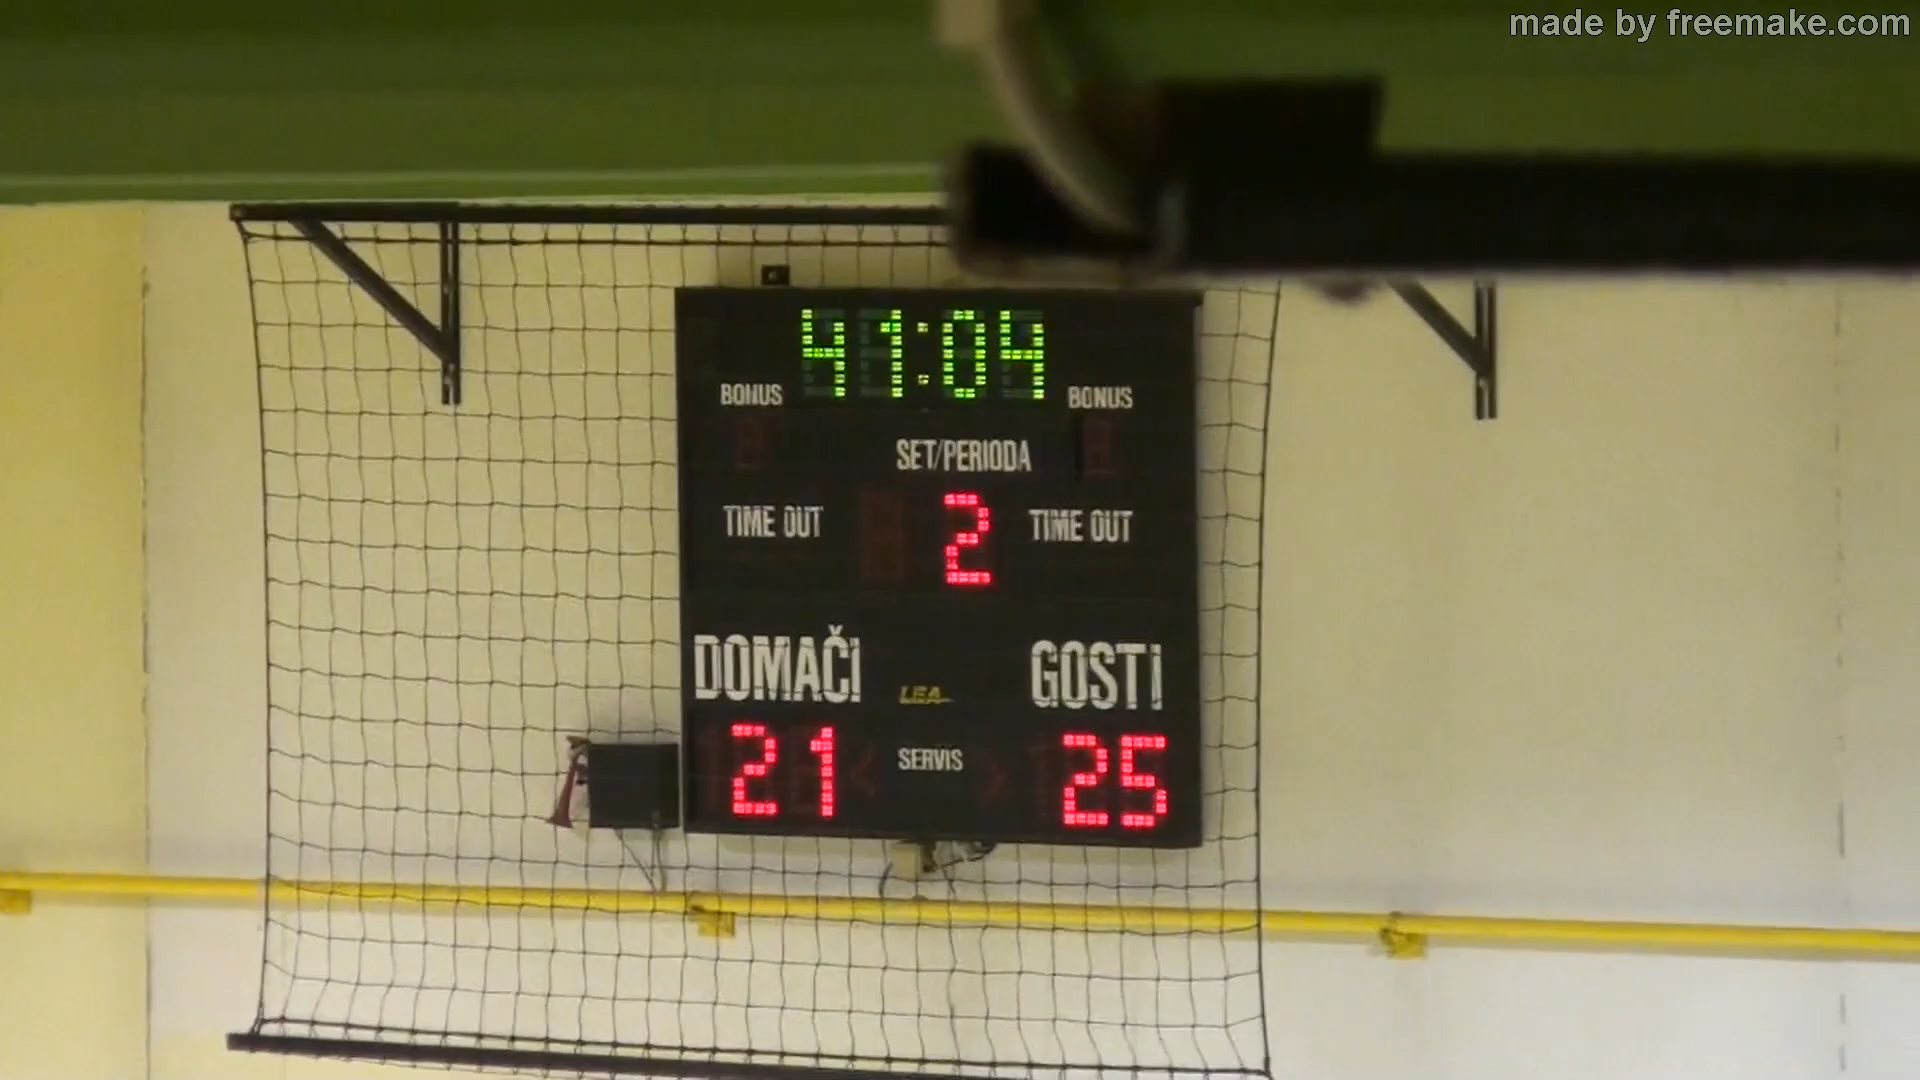 made by freemake.com
41:04
BONUS BONUS
SET/PERIODA
TIME OUT 2 TIME OUT
DOMAČI GOSTI
LEA
21 SERVIS 25